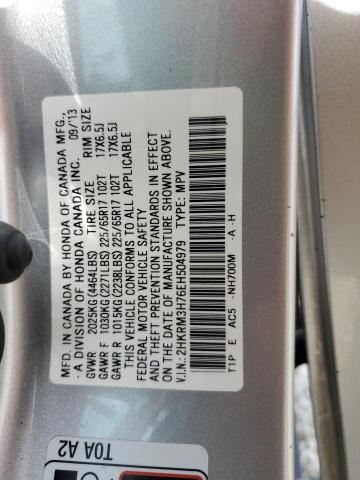 MFD. IN CANADA BY HONDA OF CANADA MFG.,
- A DIVISION OF HONDA CANADA INC. 09/13
GVWR 2025KG(4464LBS) TIRE SIZE RIM SIZE
GAWR F 1030KG(2271LBS) 225/65R17 102T 17X6.5J
GAWR R 1015KG(2238LBS) 225/65R17 102T 17X6.5J
THIS VEHICLE CONFORMS TO ALL APPLICABLE
FEDERAL MOTOR VEHICLE SAFETY AND
THEFT PREVENTION STANDARDS IN EFFECT
ON THE DATE OF MANUFACTURE SHOWN ABOVE.
V.I.N.: 2HKRM3H76EH504979 TYPE: MPV
T1P E AC5 -NH700M -A -H
T0A A2